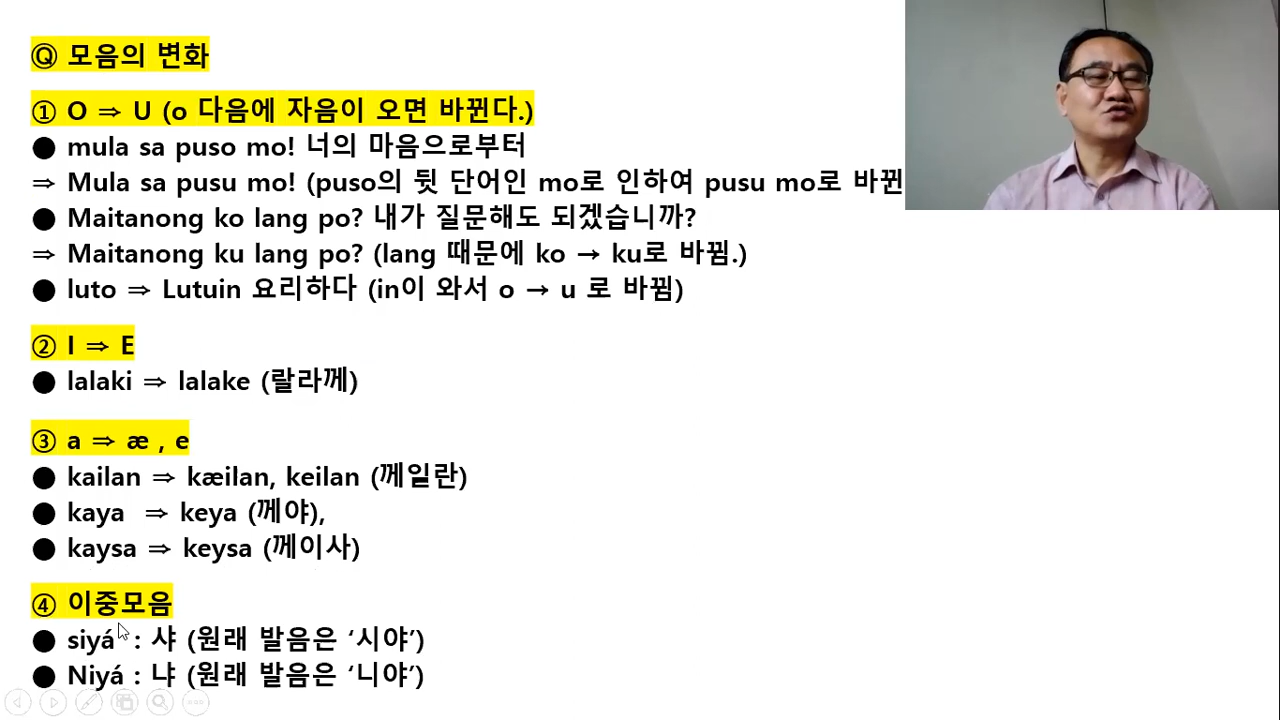 Ⓠ 모음의 변화
① O ⇒ U (o 다음에 자음이 오면 바뀐다.)
● mula sa puso mo! 너의 마음으로부터
⇒ Mula sa pusu mo! (puso의 뒷 단어인 mo로 인하여 pusu mo로 바뀐
● Maitanong ko lang po? 내가 질문해도 되겠습니까?
⇒ Maitanong ku lang po? (lang 때문에 ko → ku로 바뀜.)
● luto ⇒ Lutuin 요리하다 (in이 와서 o → u 로 바뀜)
② I ⇒ E
● lalaki ⇒ lalake (랄라께)
③ a ⇒ æ , e
● kailan ⇒ kæilan, keilan (께일란)
● kaya ⇒ keya (께야),
● kaysa ⇒ keysa (께이사)
④ 이중모음
● siyá : 샤 (원래 발음은 ‘시야’)
● Niyá : 냐 (원래 발음은 ‘니야’)